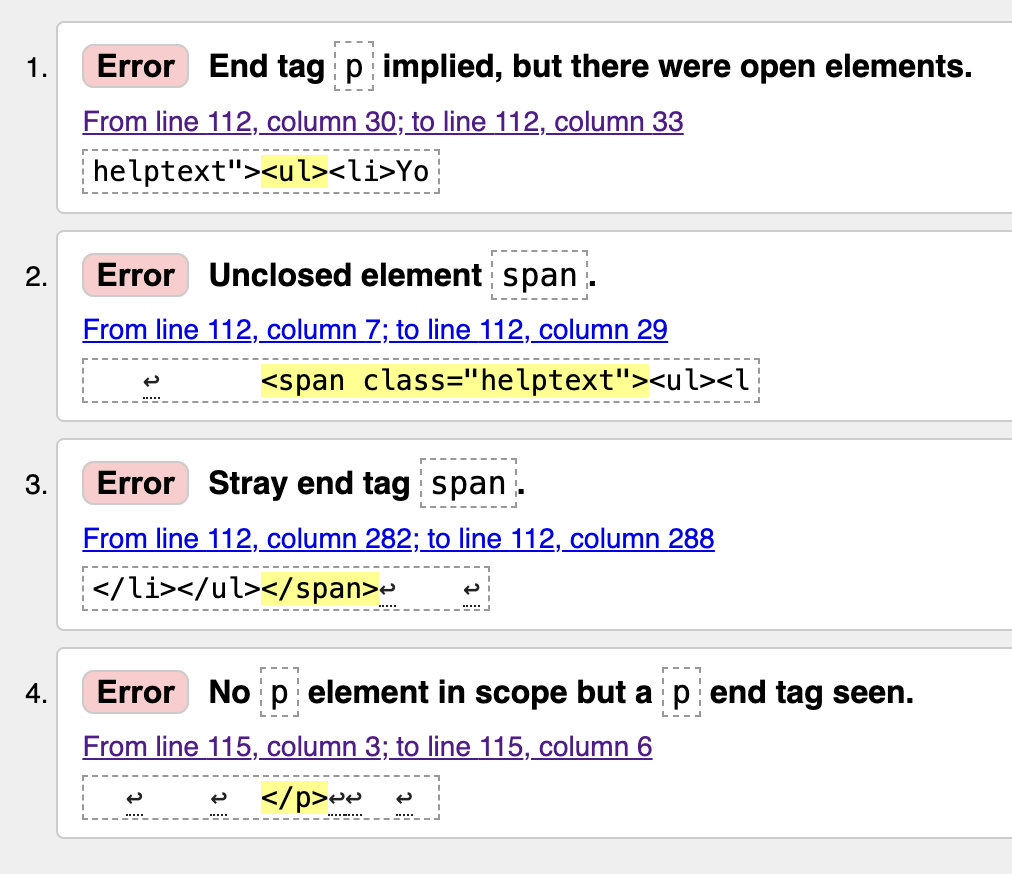 1. Error End tag p implied, but there were open elements.
From line 112, column 30; to line 112, column 33
helptext"><ul><li>Yo
2. Error Unclosed element span.
From line 112, column 7; to line 112, column 29
↩ <span class="helptext"><ul><l
3. Error Stray end tag span.
From line 112, column 282; to line 112, column 288
</li></ul></span>↩ ↩
4. Error No p element in scope but a p end tag seen.
From line 115, column 3; to line 115, column 6
↩ ↩ </p>↩↩ ↩